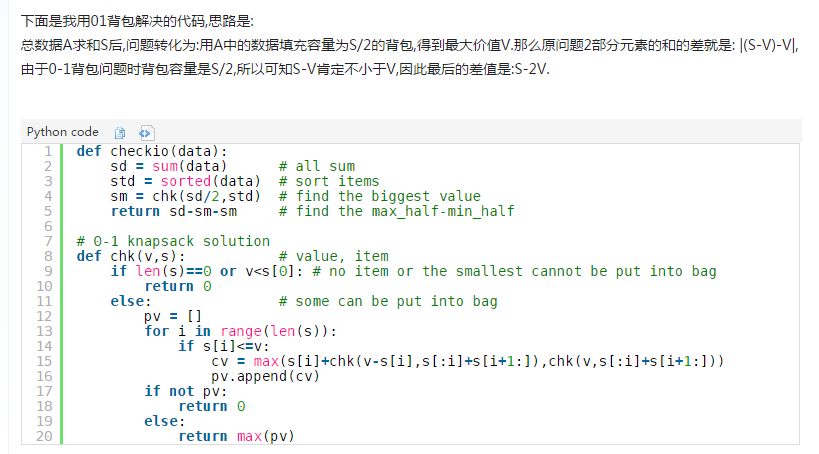 下面是我用01背包解决的代码,思路是:
总数据A求和S后,问题转化为:用A中的数据填充容量为S/2的背包,得到最大价值V.那么原问题2部分元素的和的差就是: |(S-V)-V|,
由于0-1背包问题时背包容量是S/2,所以可知S-V肯定不小于V,因此最后的差值是:S-2V.
Python code
1 def checkio(data):
2     sd = sum(data)      # all sum
3     std = sorted(data)  # sort items
4     sm = chk(sd/2,std)  # find the biggest value
5     return sd-sm-sm     # find the max_half-min_half
6
7 # 0-1 knapsack solution
8 def chk(v,s):           # value, item
9     if len(s)==0 or v<s[0]: # no item or the smallest cannot be put into bag
10         return 0
11     else:               # some can be put into bag
12         pv = []
13         for i in range(len(s)):
14             if s[i]<=v:
15                 cv = max(s[i]+chk(v-s[i],s[:i]+s[i+1:]),chk(v,s[:i]+s[i+1:]))
16                 pv.append(cv)
17         if not pv:
18             return 0
19         else:
20             return max(pv)